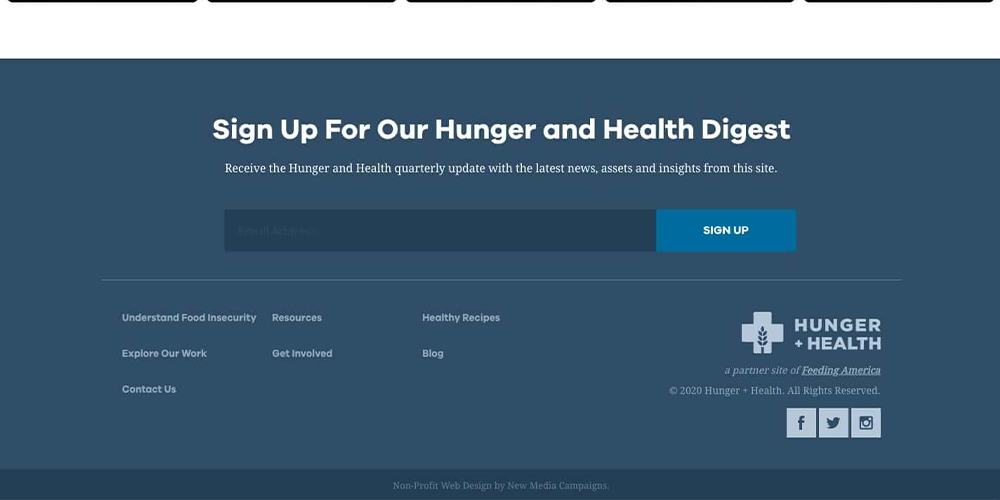 Sign Up For Our Hunger and Health Digest
Receive the Hunger and Health quarterly update with the latest news, assets and insights from this site.
Email Address
SIGN UP
Understand Food Insecurity
Resources
Healthy Recipes
Explore Our Work
Get Involved
Blog
Contact Us
HUNGER
+ HEALTH
a partner site of Feeding America
© 2020 Hunger + Health. All Rights Reserved.
Non-Profit Web Design by New Media Campaigns.